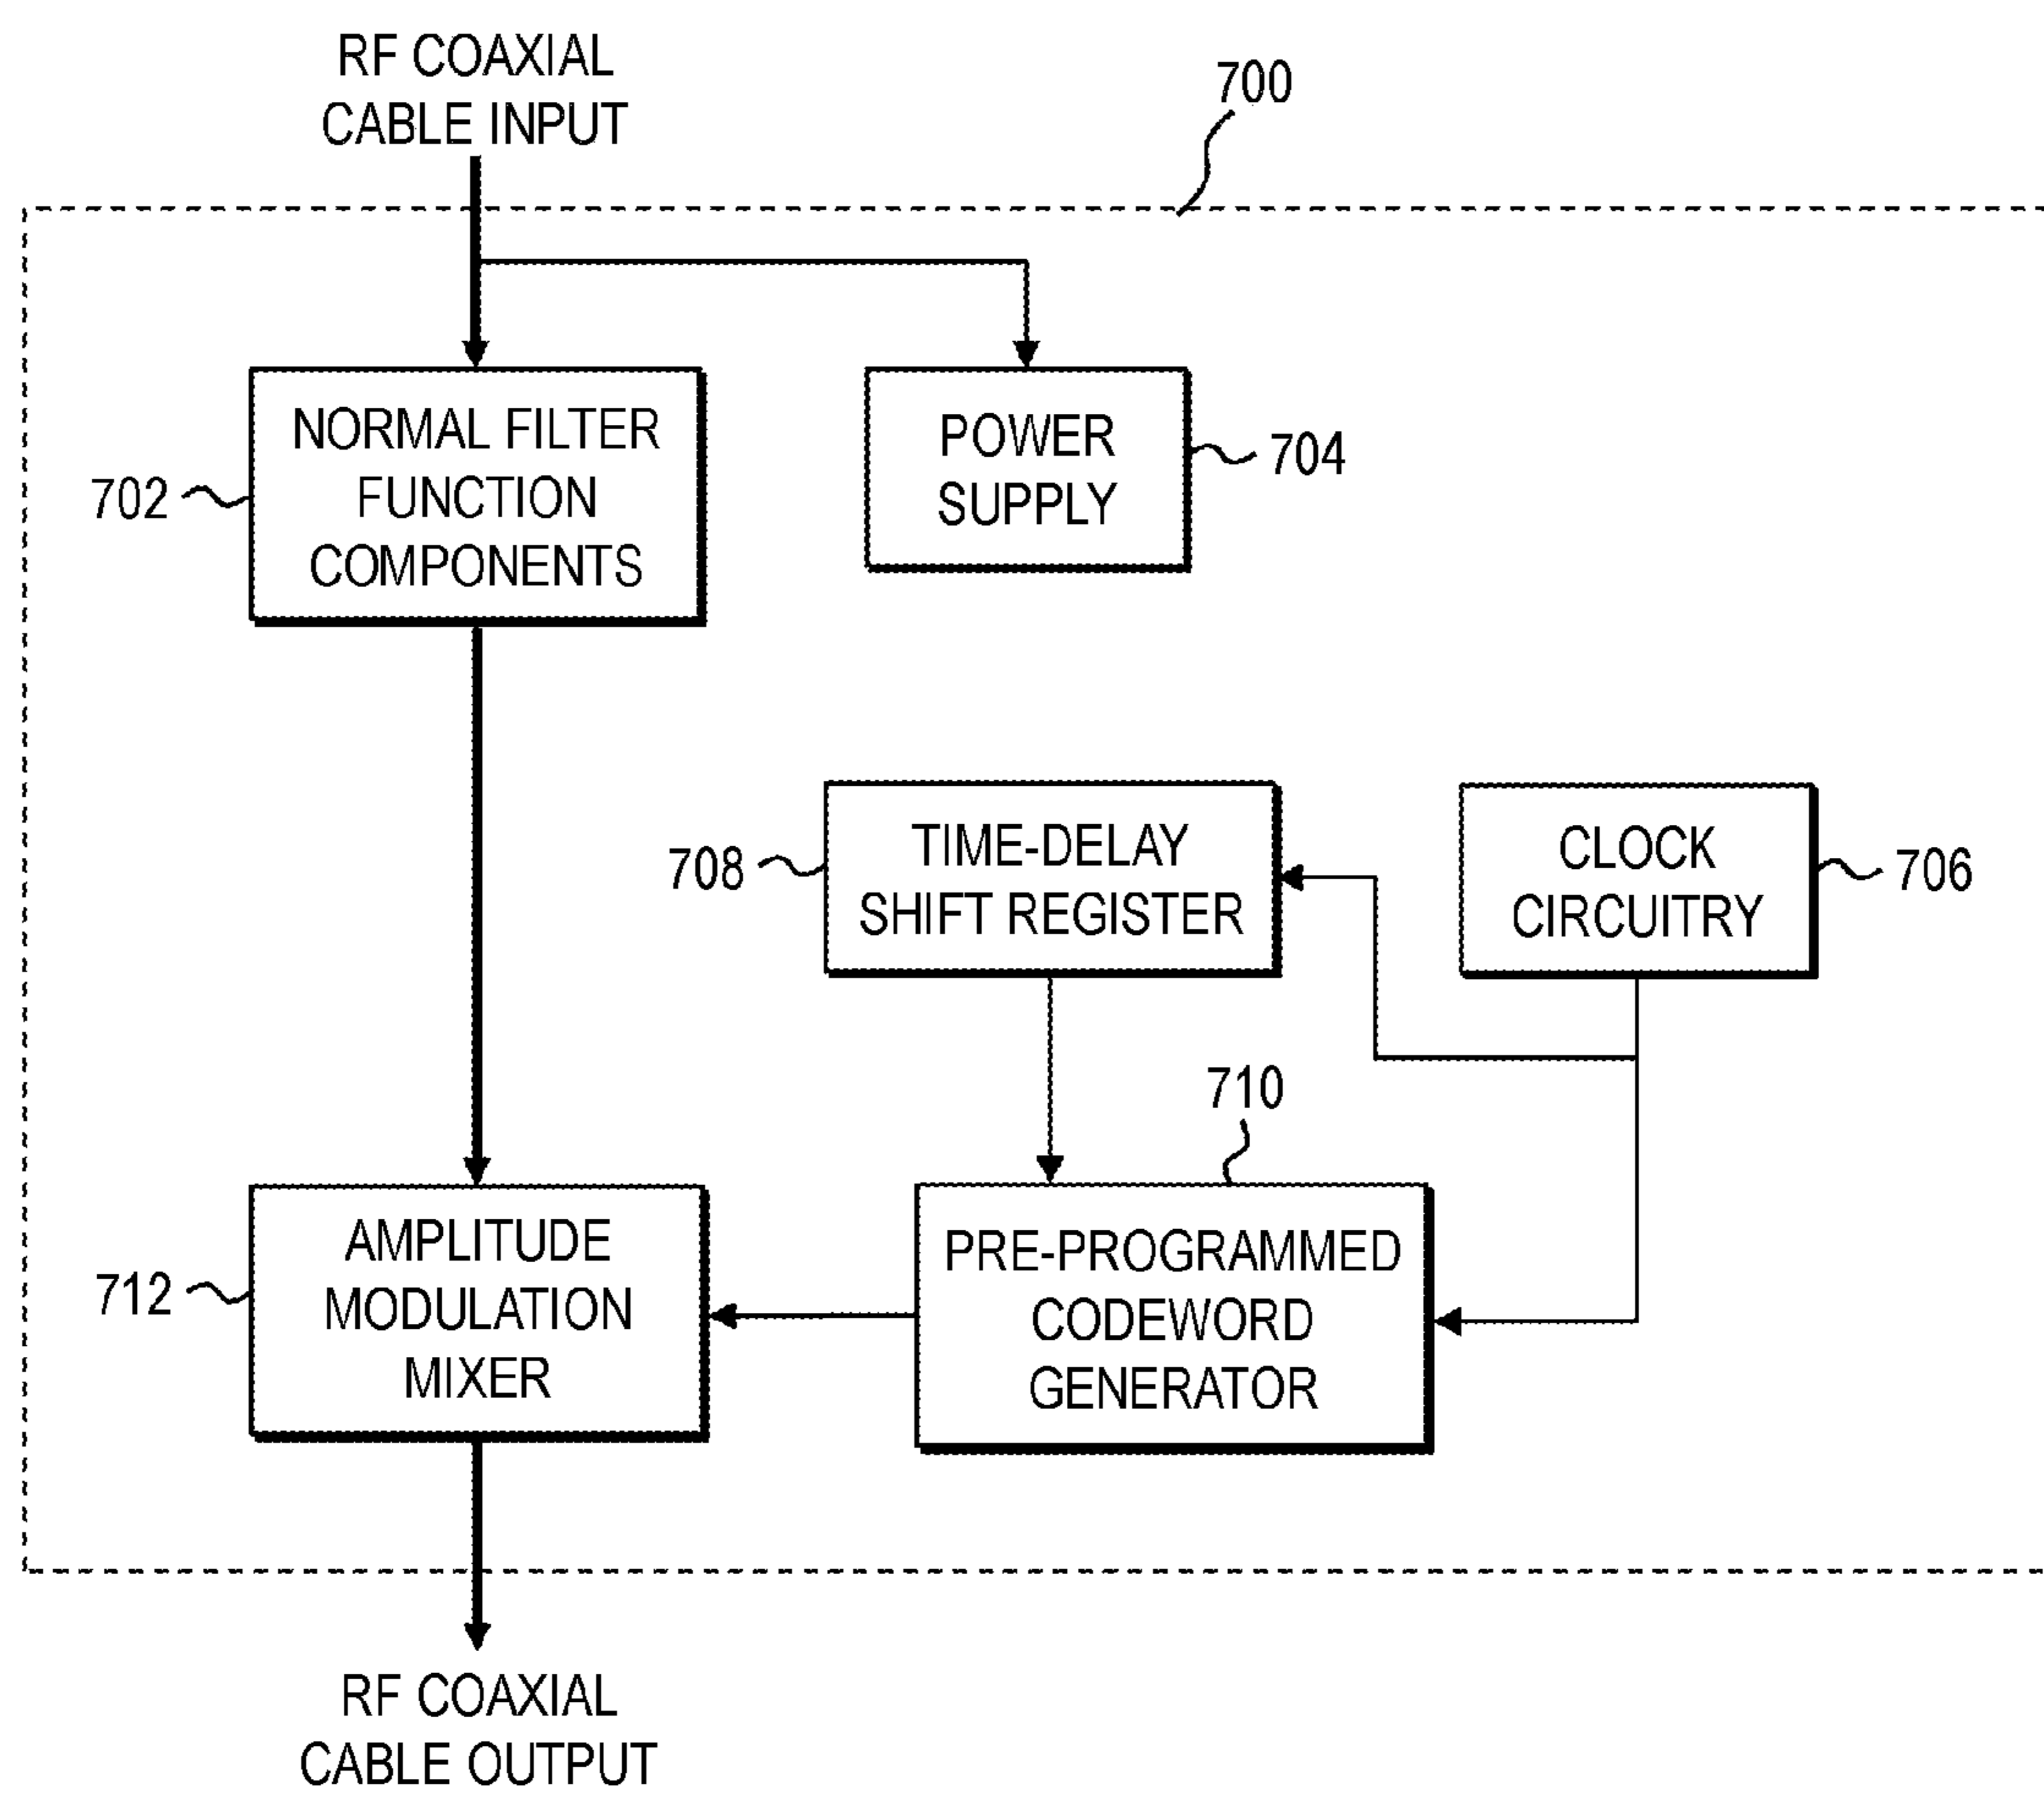 RF COAXIAL
CABLE INPUT
700
NORMAL FILTER
FUNCTION
COMPONENTS
702
POWER
SUPPLY
704
TIME-DELAY
SHIFT REGISTER
708
CLOCK
CIRCUITRY
706
710
AMPLITUDE
MODULATION
MIXER
712
PRE-PROGRAMMED
CODEWORD
GENERATOR
RF COAXIAL
CABLE OUTPUT